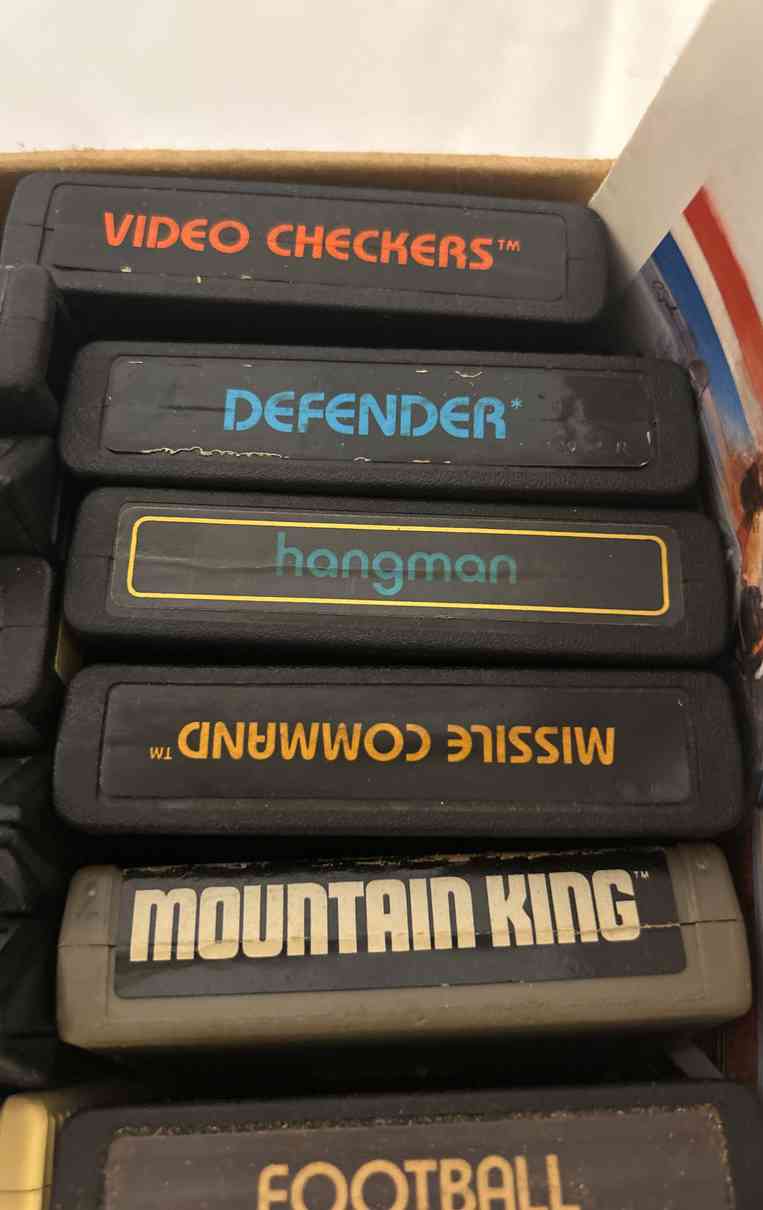 VIDEO CHECKERS™
DEFENDER*
hangman
MISSILE COMMAND™
MOUNTAIN KING™
FOOTBALL